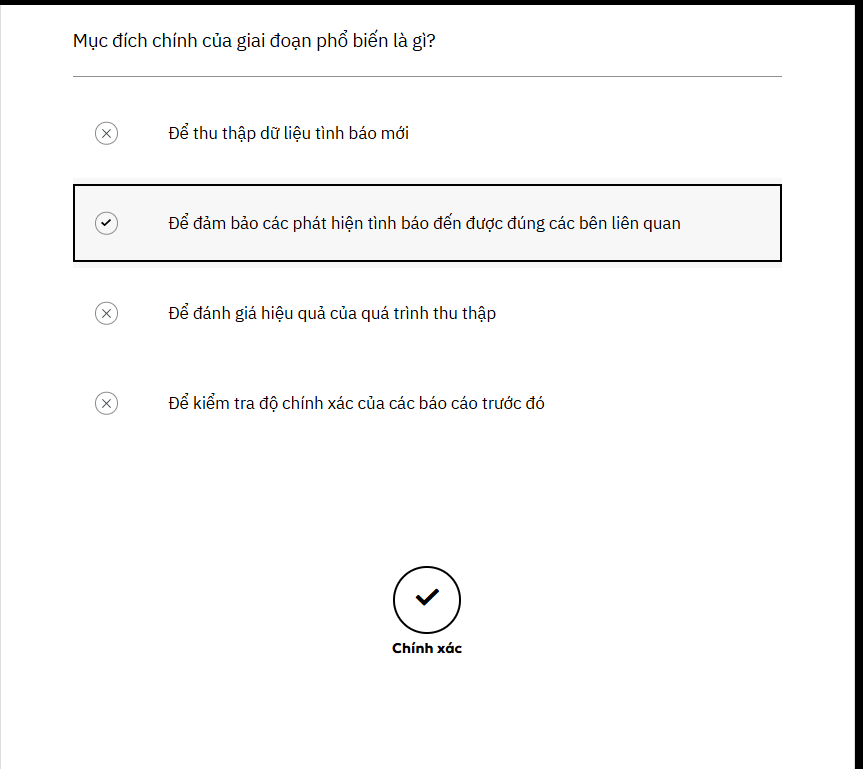 Mục đích chính của giai đoạn phổ biến là gì?
Để thu thập dữ liệu tình báo mới
Để đảm bảo các phát hiện tình báo đến được đúng các bên liên quan
Để đánh giá hiệu quả của quá trình thu thập
Để kiểm tra độ chính xác của các báo cáo trước đó
Chính xác